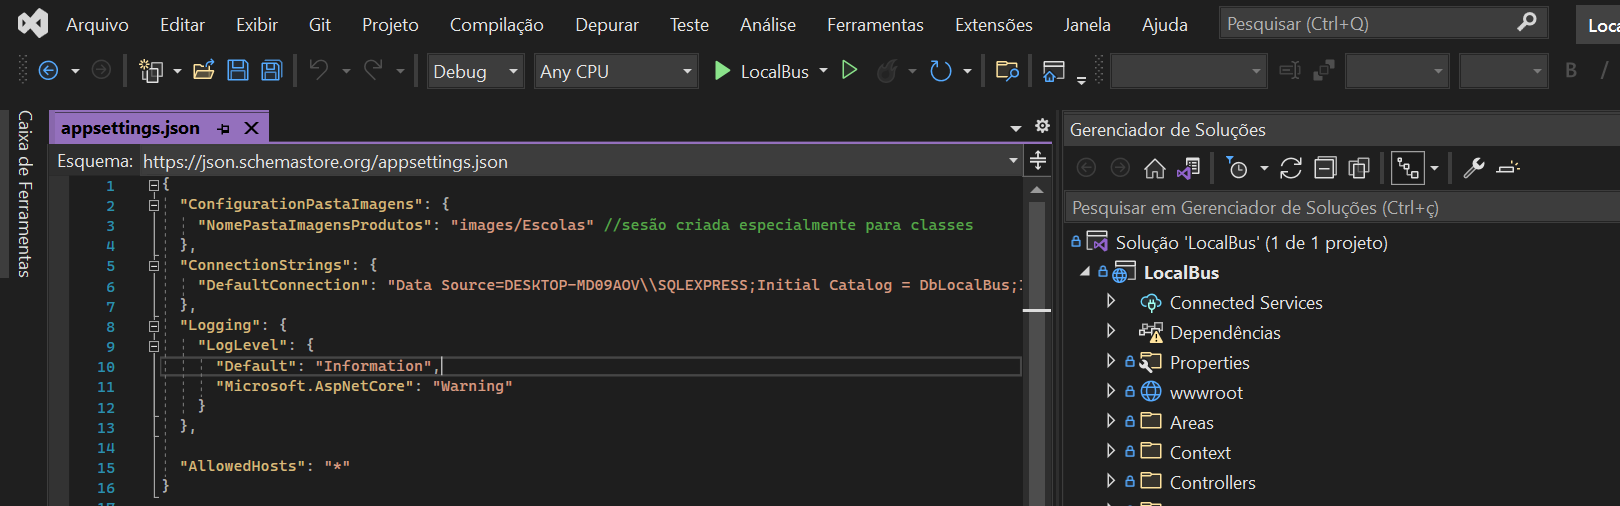 Arquivo Editar Exibir Git Projeto Compilação Depurar Teste Análise Ferramentas Extensões Janela Ajuda Pesquisar (Ctrl+Q) Loca
Debug Any CPU LocalBus B I
Caixa de Ferramentas
appsettings.json
Esquema: https://json.schemastore.org/appsettings.json
1 {
2 "ConfigurationPastaImagens": {
3 "NomePastaImagensProdutos": "images/Escolas" //sesão criada especialmente para classes
4 },
5 "ConnectionStrings": {
6 "DefaultConnection": "Data Source=DESKTOP-MD09AOV\\SQLEXPRESS;Initial Catalog = DbLocalBus;
7 },
8 "Logging": {
9 "LogLevel": {
10 "Default": "Information",
11 "Microsoft.AspNetCore": "Warning"
12 }
13 },
14
15 "AllowedHosts": "*"
16 }
Gerenciador de Soluções
Pesquisar em Gerenciador de Soluções (Ctrl+ç)
Solução 'LocalBus' (1 de 1 projeto)
LocalBus
Connected Services
Dependências
Properties
wwwroot
Areas
Context
Controllers